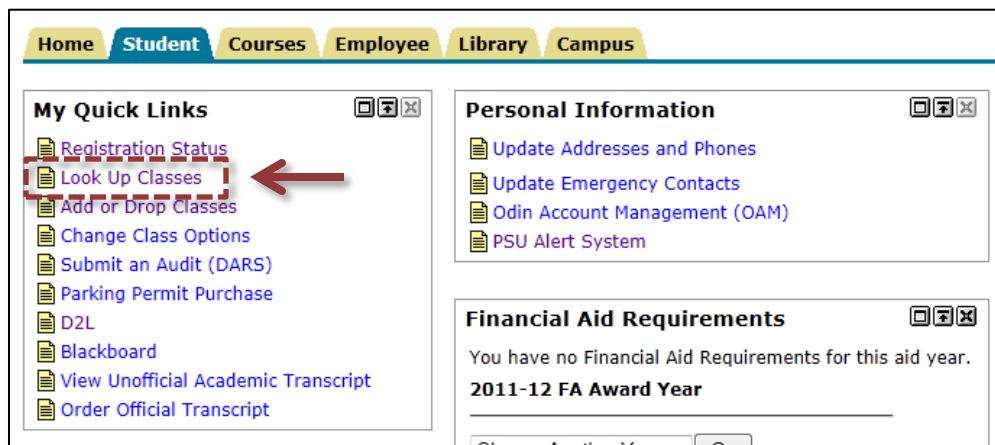 Home Student Courses Employee Library Campus
My Quick Links
Registration Status
Look Up Classes
Add or Drop Classes
Change Class Options
Submit an Audit (DARS)
Parking Permit Purchase
D2L
Blackboard
View Unofficial Academic Transcript
Order Official Transcript
Personal Information
Update Addresses and Phones
Update Emergency Contacts
Odin Account Management (OAM)
PSU Alert System
Financial Aid Requirements
You have no Financial Aid Requirements for this aid year.
2011-12 FA Award Year